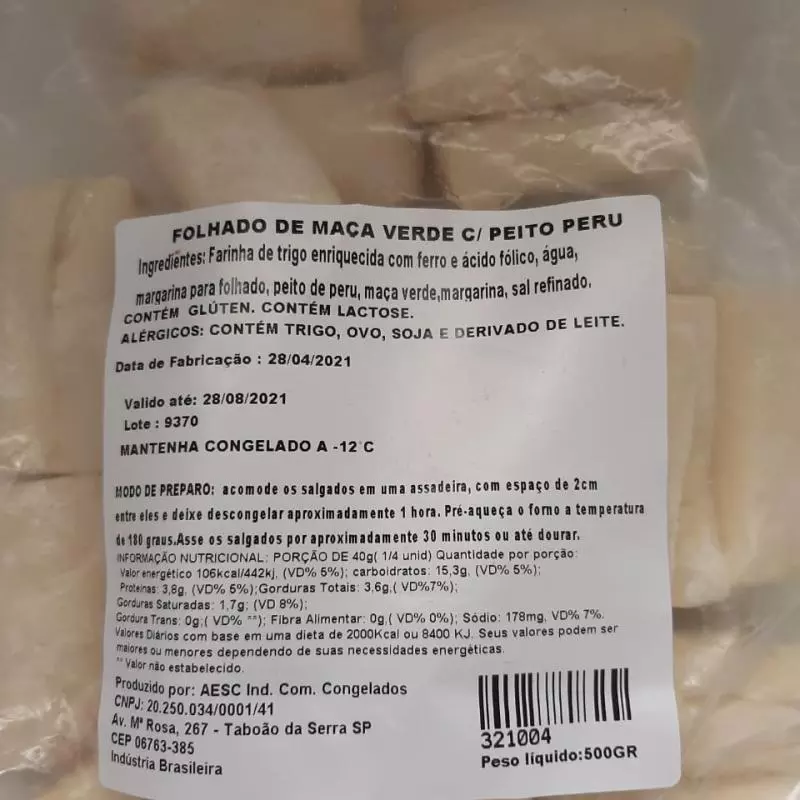 FOLHADO DE MAÇA VERDE C/ PEITO PERU
Ingredientes: Farinha de trigo enriquecida com ferro e ácido fólico, água,
margarina para folhado, peito de peru, maça verde,margarina, sal refinado.
CONTÉM GLÚTEN. CONTÉM LACTOSE.
ALÉRGICOS: CONTÉM TRIGO, OVO, SOJA E DERIVADO DE LEITE.
Data de Fabricação : 28/04/2021
Valido até: 28/08/2021
Lote : 9370
MANTENHA CONGELADO A -12°C
MODO DE PREPARO: acomode os salgados em uma assadeira, com espaço de 2cm
entre eles e deixe descongelar aproximadamente 1 hora. Pré-aqueça o forno a temperatura
de 180 graus.Asse os salgados por aproximadamente 30 minutos ou até dourar.
INFORMAÇÃO NUTRICIONAL: PORÇÃO DE 40g( 1/4 unid) Quantidade por porção:
Valor energético 106kcal/442kj, (VD% 5%); carboidratos: 15,3g, (VD% 5%);
Proteínas: 3,8g, (VD% 5%);Gorduras Totais: 3,6g,( VD%7%);
Gorduras Saturadas: 1,7g; (VD 8%);
Gordura Trans: 0g;( VD% **); Fibra Alimentar: 0g,( VD% 0%); Sódio: 178mg, VD% 7%.
Valores Diários com base em uma dieta de 2000Kcal ou 8400 KJ. Seus valores podem ser
maiores ou menores dependendo de suas necessidades energéticas.
** Valor não estabelecido.
Produzido por: AESC Ind. Com. Congelados
CNPJ: 20.250.034/0001/41
Av. Mª Rosa, 267 - Taboão da Serra SP
CEP 06763-385
Indústria Brasileira
321004
Peso líquido:500GR